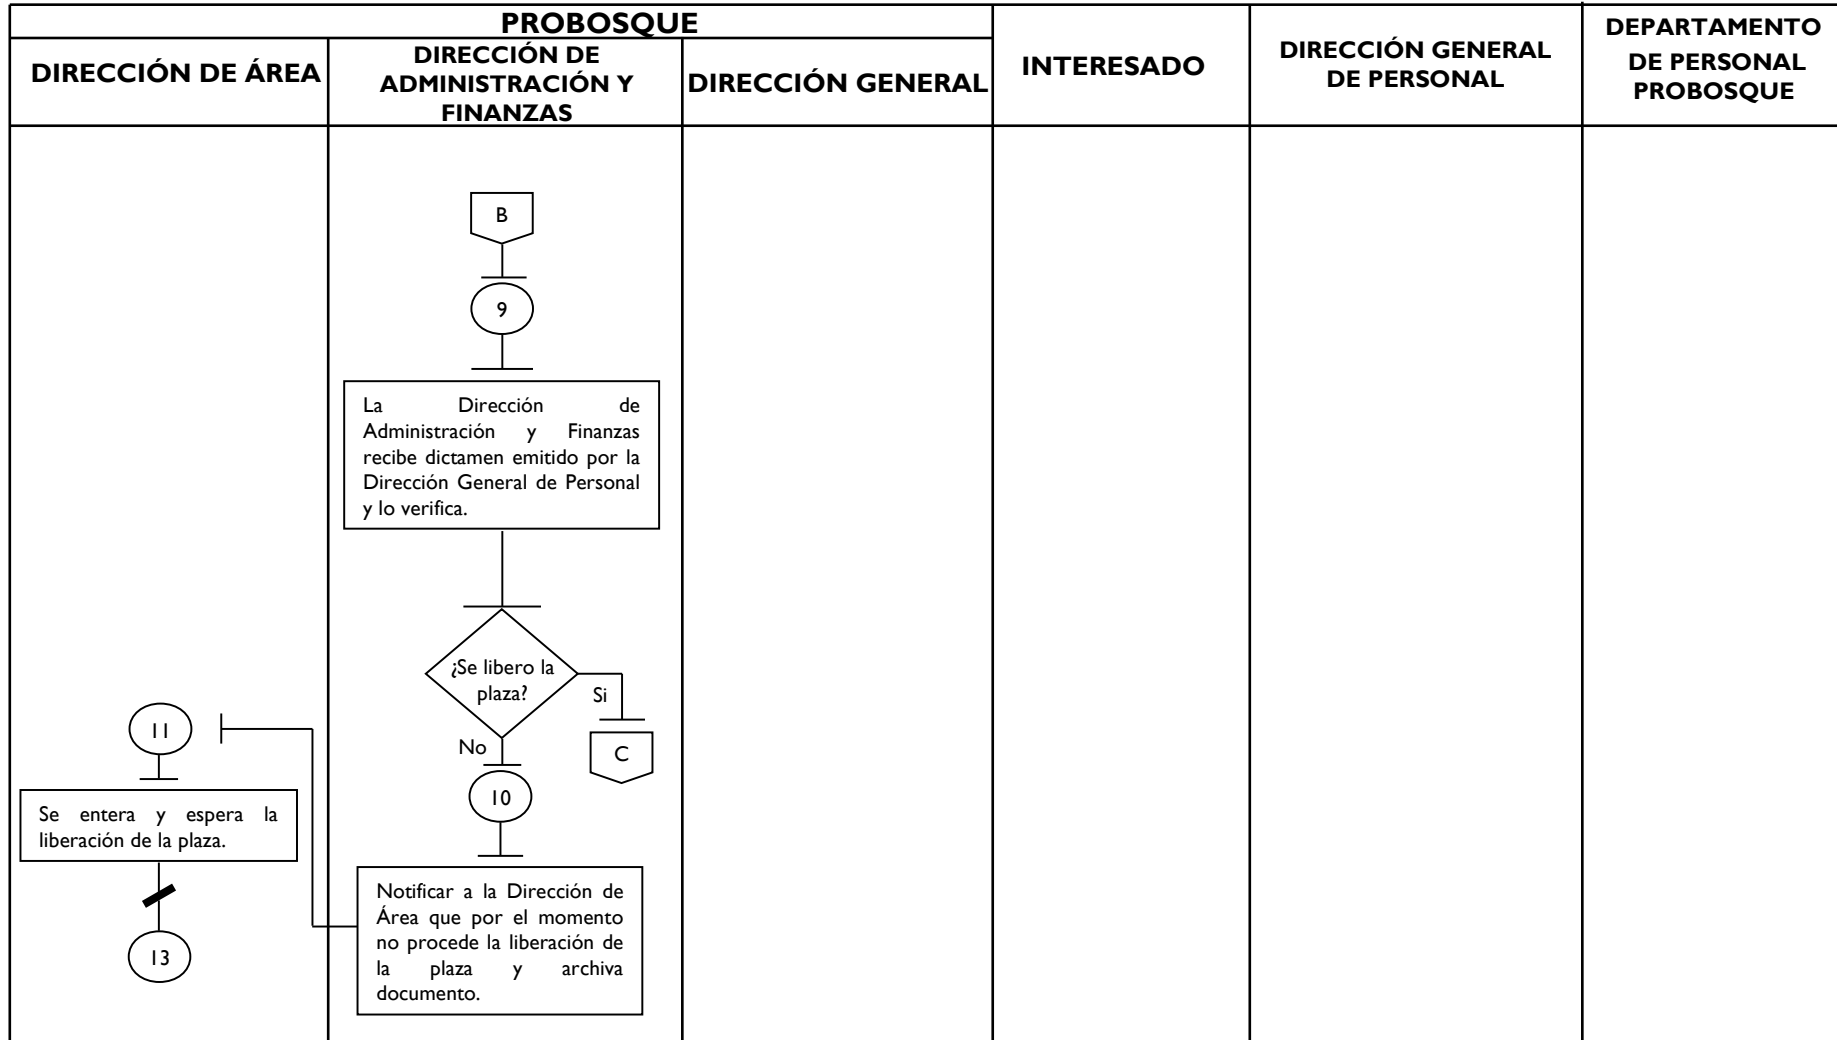 PROBOSQUE
DIRECCIÓN DE ÁREA
DIRECCIÓN DE
ADMINISTRACIÓN Y
FINANZAS
DIRECCIÓN GENERAL
INTERESADO
DIRECCIÓN GENERAL
DE PERSONAL
DEPARTAMENTO
DE PERSONAL
PROBOSQUE
B
9
La Dirección de
Administración y Finanzas
recibe dictamen emitido por la
Dirección General de Personal
y lo verifica.
¿Se libero la
plaza?
Si
C
No
10
Notificar a la Dirección de
Área que por el momento
no procede la liberación de
la plaza y archiva
documento.
11
Se entera y espera la
liberación de la plaza.
13